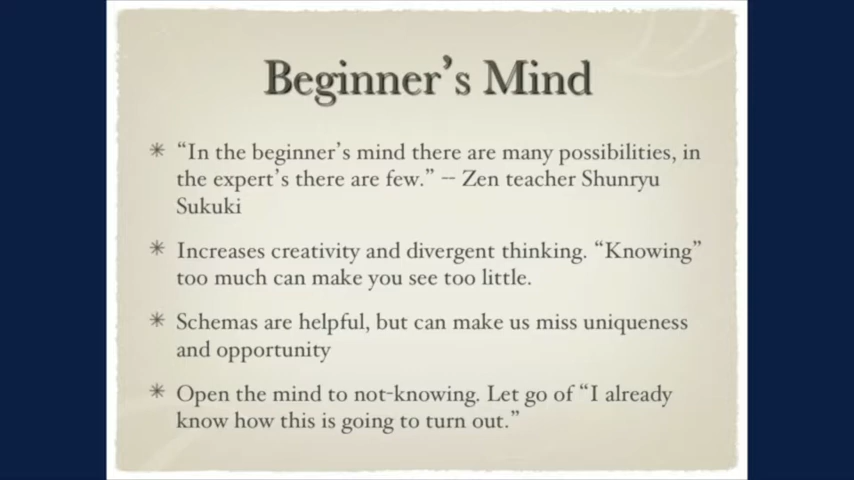 Beginner's Mind
"In the beginner's mind there are many possibilities, in
the expert's there are few." -- Zen teacher Shunryu
Sukuki
Increases creativity and divergent thinking. "Knowing"
too much can make you see too little.
Schemas are helpful, but can make us miss uniqueness
and opportunity
Open the mind to not-knowing. Let go of "I already
know how this is going to turn out."